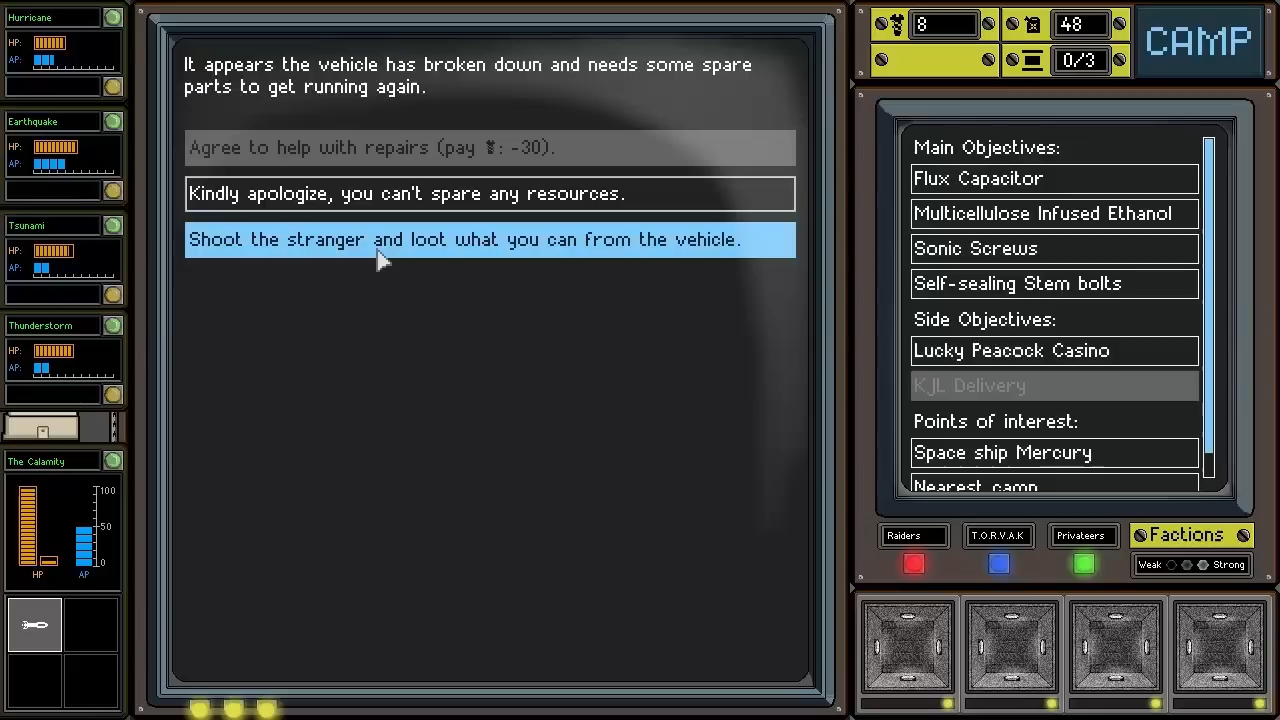 Hurricane
HP:
AP:
Earthquake
HP:
AP:
Tsunami
HP:
AP:
Thunderstorm
HP:
AP:
The Calamity
100
50
0
HP
AP
It appears the vehicle has broken down and needs some spare
parts to get running again.
Agree to help with repairs (pay : -30).
Kindly apologize, you can't spare any resources.
Shoot the stranger and loot what you can from the vehicle.
8
48
0/3
CAMP
Main Objectives:
Flux Capacitor
Multicellulose Infused Ethanol
Sonic Screws
Self-sealing Stem bolts
Side Objectives:
Lucky Peacock Casino
KJL Delivery
Points of interest:
Space ship Mercury
Nearest camp
Raiders
T.O.R.V.A.K
Privateers
Factions
Weak
Strong